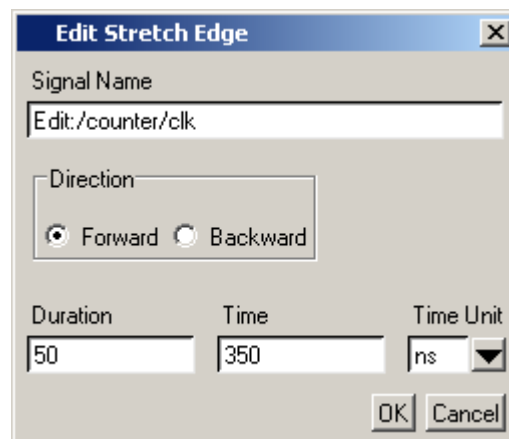 Edit Stretch Edge
Signal Name
Edit:/counter/clk
Direction
Forward Backward
Duration Time Time Unit
50 350 ns
OK Cancel